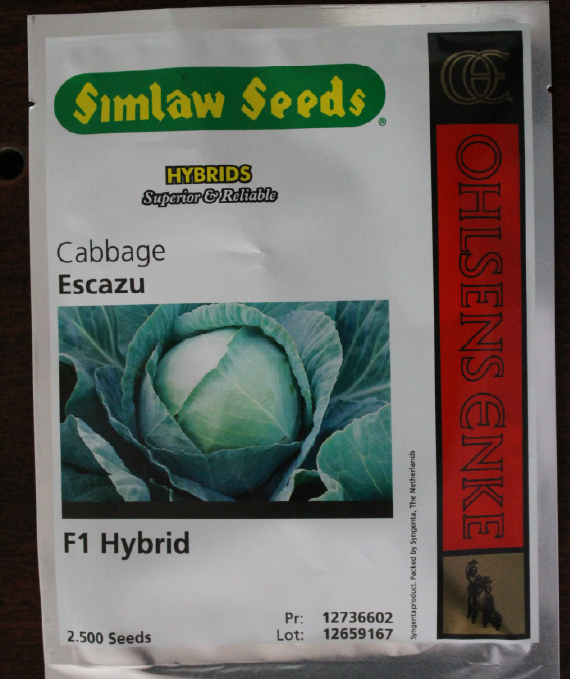 Simlaw Seeds
®
HYBRIDS
Superior & Reliable
Cabbage
Escazu
F1 Hybrid
2.500 Seeds
Pr: 12736602
Lot: 12659167
Syngenta product. Packed by Syngenta, The Netherlands
OHLSENS ENKE